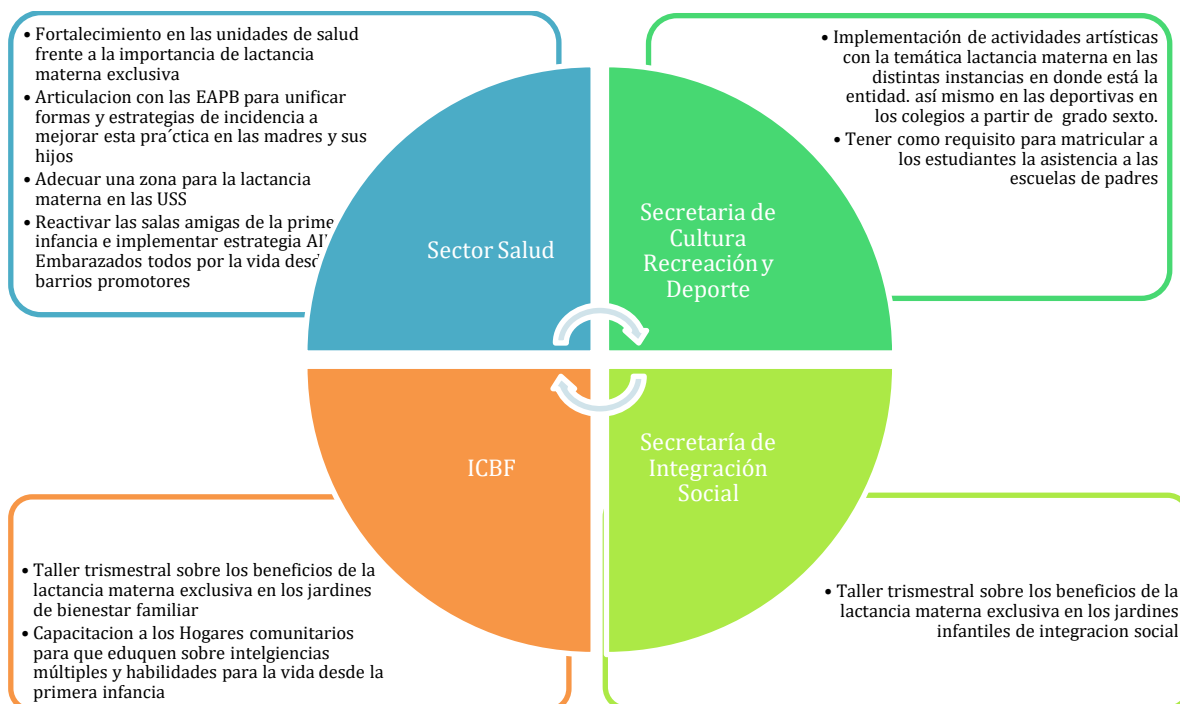 • Fortalecimiento en las unidades de salud
frente a la importancia de lactancia
materna exclusiva
• Articulacion con las EAPB para unificar
formas y estrategias de incidencia a
mejorar esta pra´ctica en las madres y sus
hijos
• Adecuar una zona para la lactancia
materna en las USS
• Reactivar las salas amigas de la
infancia e implementar estrategia
Embarazados todos por la vida
barrios promotores
Sector Salud
• Implementación de actividades artísticas
con la temática lactancia materna en las
distintas instancias en donde está la
entidad. así mismo en las deportivas en
los colegios a partir de grado sexto.
• Tener como requisito para matricular a
los estudiantes la asistencia a las
escuelas de padres
Secretaria de
Cultura
Recreación y
Deporte
ICBF
• Taller trismestral sobre los beneficios de la
lactancia materna exclusiva en los jardines
de bienestar familiar
• Capacitacion a los Hogares comunitarios
para que eduquen sobre intelgiencias
múltiples y habilidades para la vida desde la
primera infancia
Secretaría de
Integración
Social
• Taller trismestral sobre los beneficios de la
lactancia materna exclusiva en los jardines
infantiles de integracion social